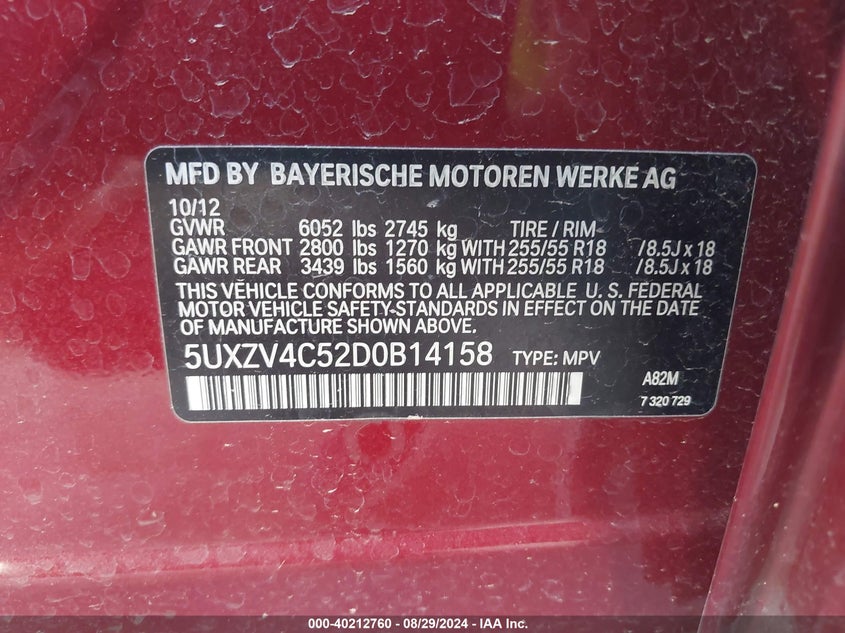 MFD BY BAYERISCHE MOTOREN WERKE AG
10/12
GVWR 6052 lbs 2745 kg TIRE / RIM
GAWR FRONT 2800 lbs 1270 kg WITH 255/55 R18 /8.5J x 18
GAWR REAR 3439 lbs 1560 kg WITH 255/55 R18 /8.5J x 18
THIS VEHICLE CONFORMS TO ALL APPLICABLE U. S. FEDERAL
MOTOR VEHICLE SAFETY-STANDARDS IN EFFECT ON THE DATE
OF MANUFACTURE SHOWN ABOVE.
5UXZV4C52D0B14158 TYPE: MPV
A82M
7 320 729
000-40212760 - 08/29/2024 - IAA Inc.